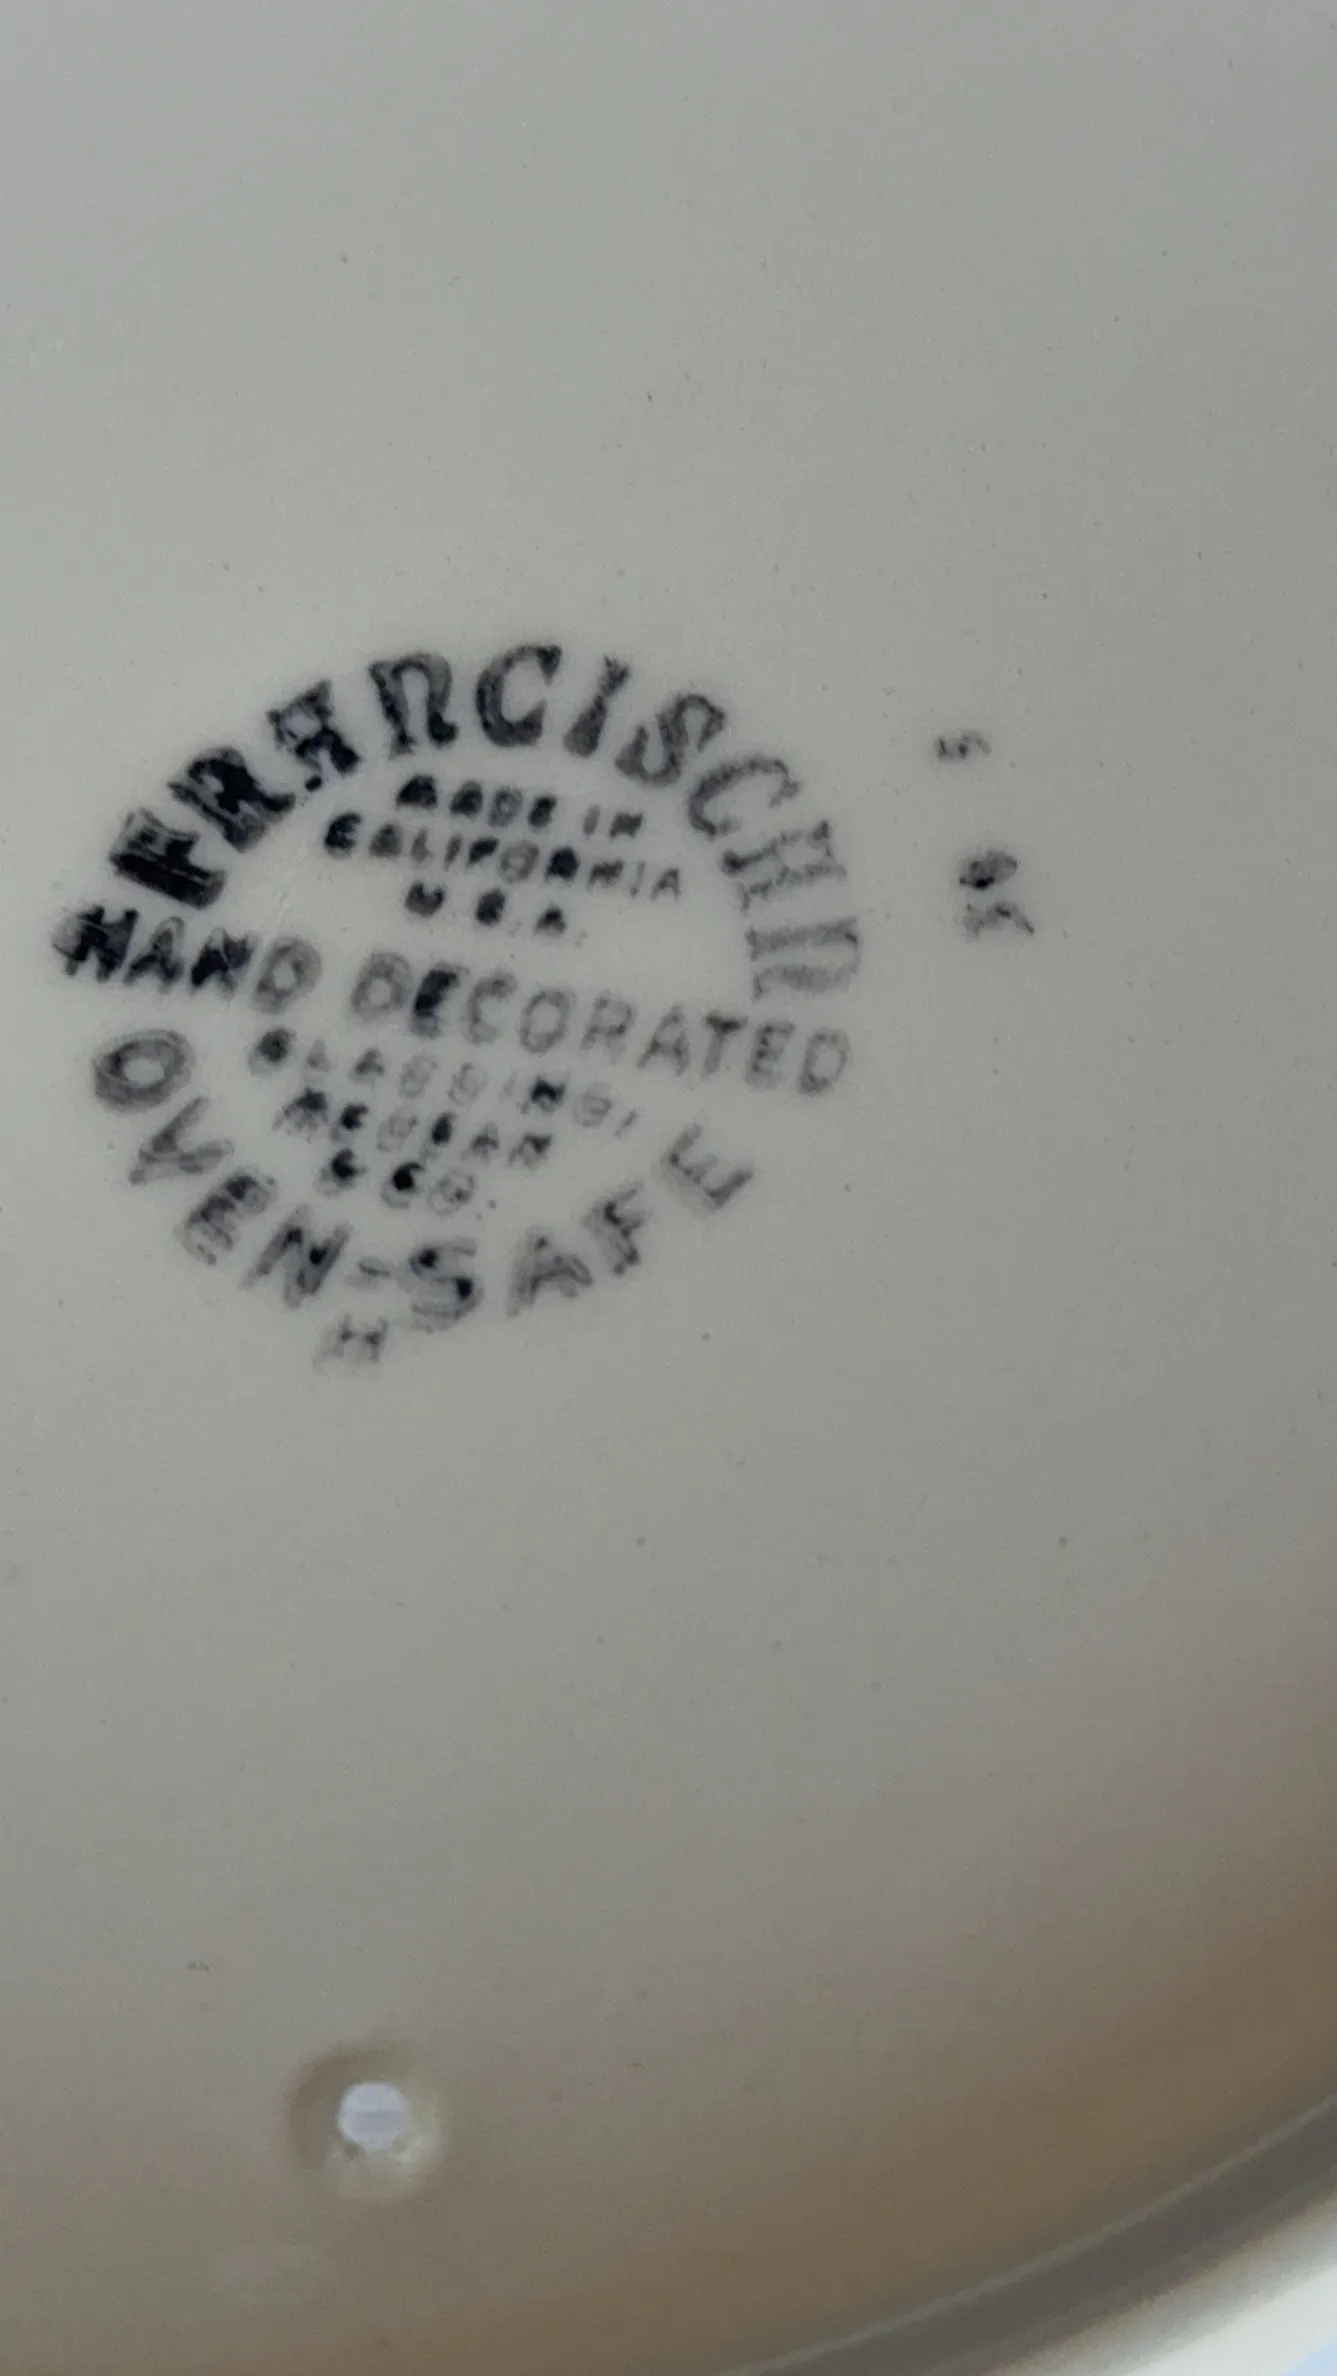 FRANCISCAN
MADE IN
CALIFORNIA
U.S.A.
HAND DECORATED
GLADDING,
McBEAN
& CO.
OVEN-SAFE
H